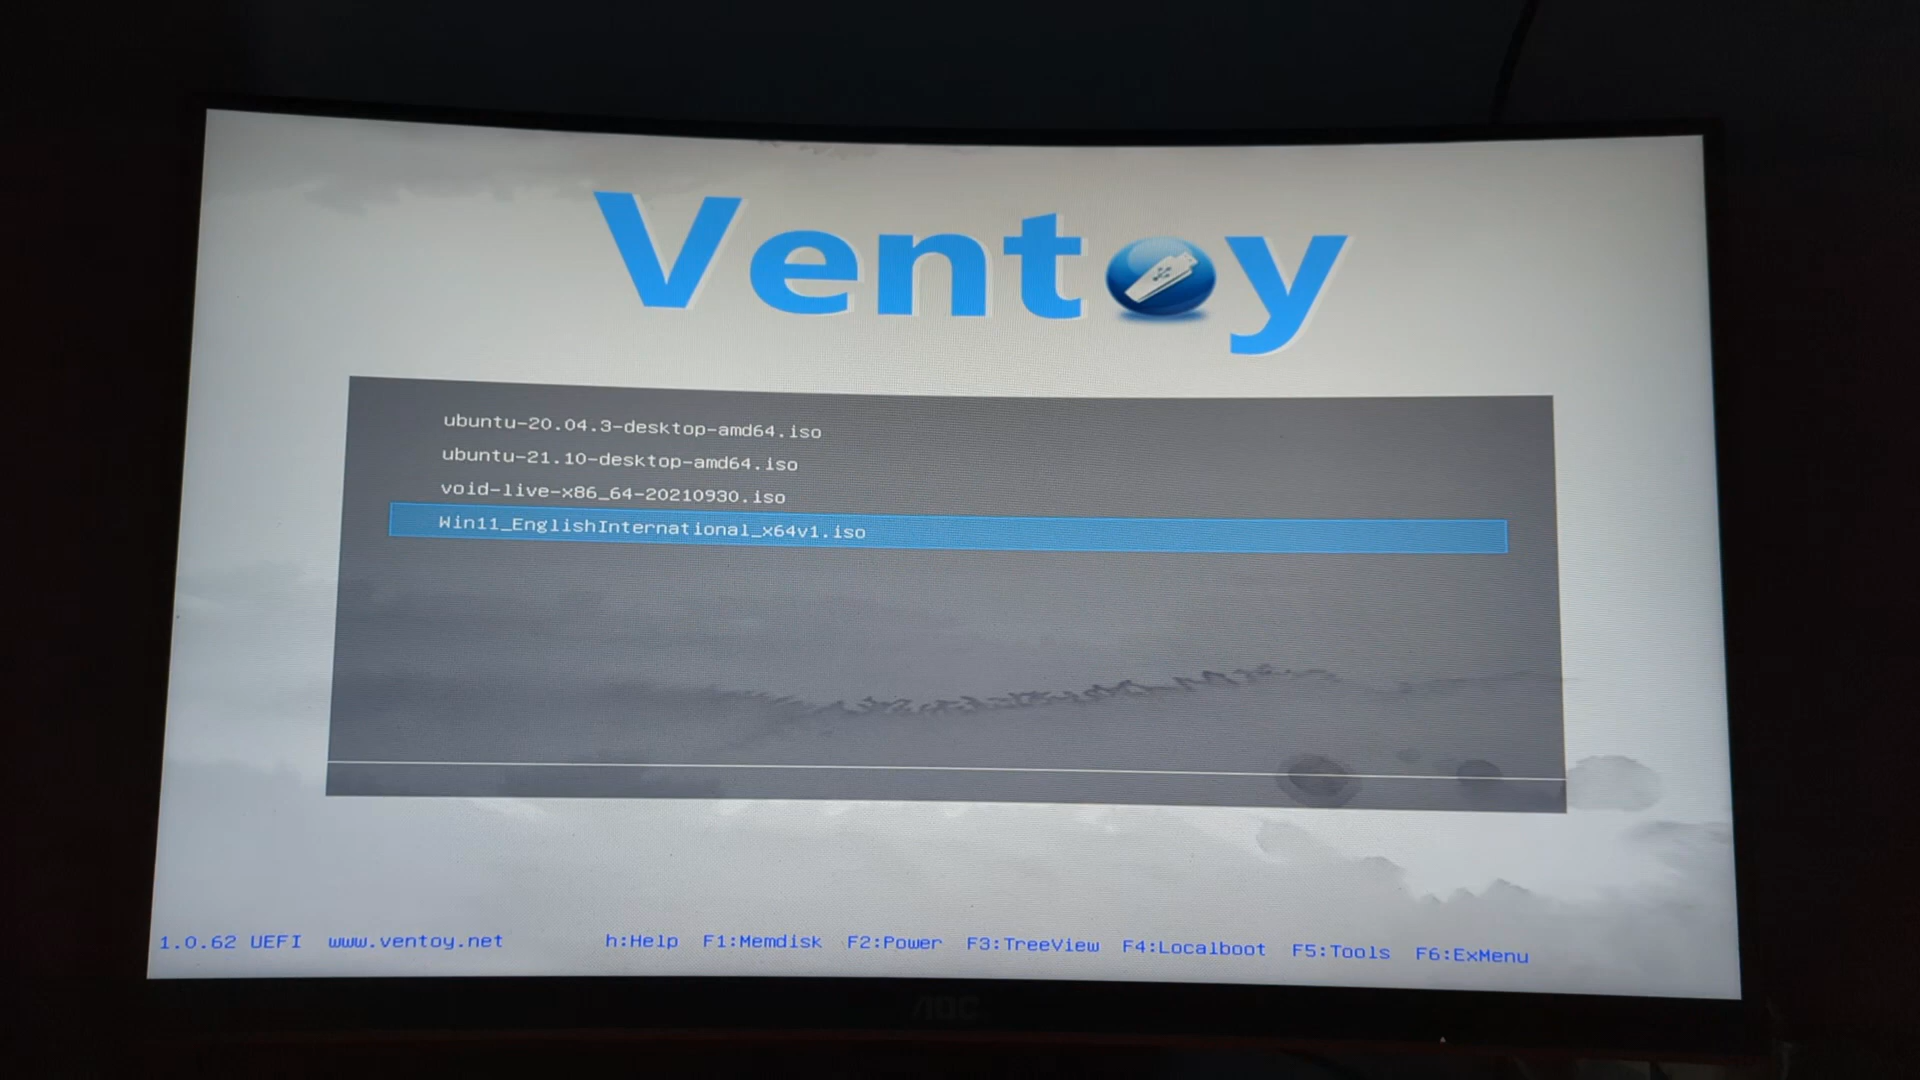 Ventoy
ubuntu-20.04.3-desktop-amd64.iso
ubuntu-21.10-desktop-amd64.iso
void-live-x86_64-20210930.iso
Win11_EnglishInternational_x64v1.iso
1.0.62 UEFI www.ventoy.net h:Help F1:Memdisk F2:Power F3:TreeView F4:Localboot F5:Tools F6:ExMenu
AOC